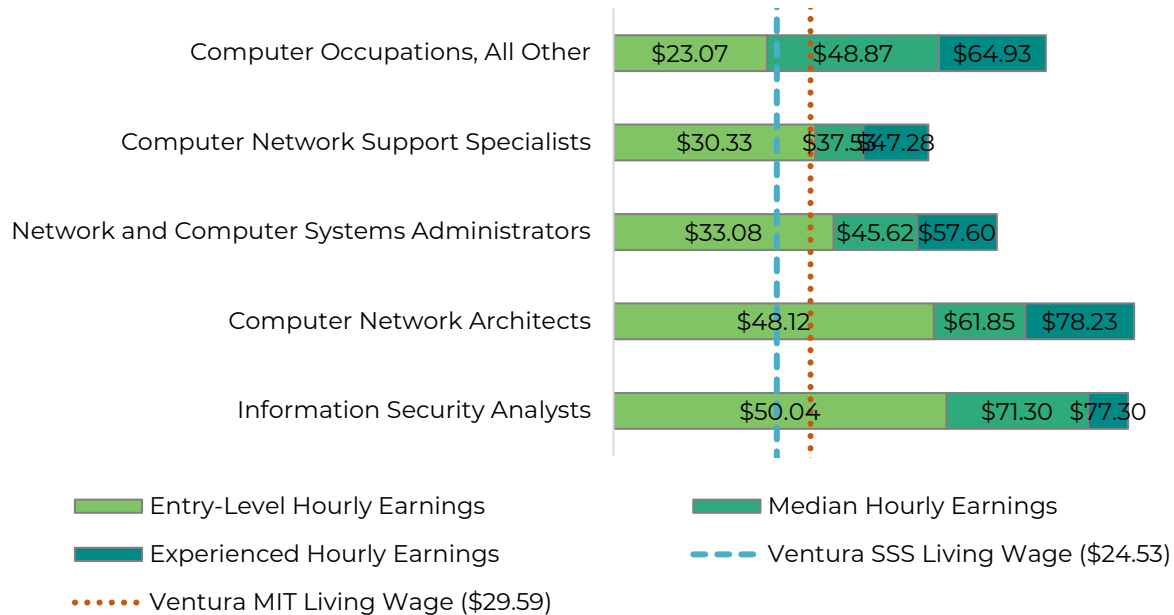 Computer Occupations, All Other
$23.07 $48.87 $64.93
Computer Network Support Specialists
$30.33 $37.53 $47.28
Network and Computer Systems Administrators
$33.08 $45.62 $57.60
Computer Network Architects
$48.12 $61.85 $78.23
Information Security Analysts
$50.04 $71.30 $77.30
Entry-Level Hourly Earnings
Median Hourly Earnings
Experienced Hourly Earnings
Ventura SSS Living Wage ($24.53)
Ventura MIT Living Wage ($29.59)